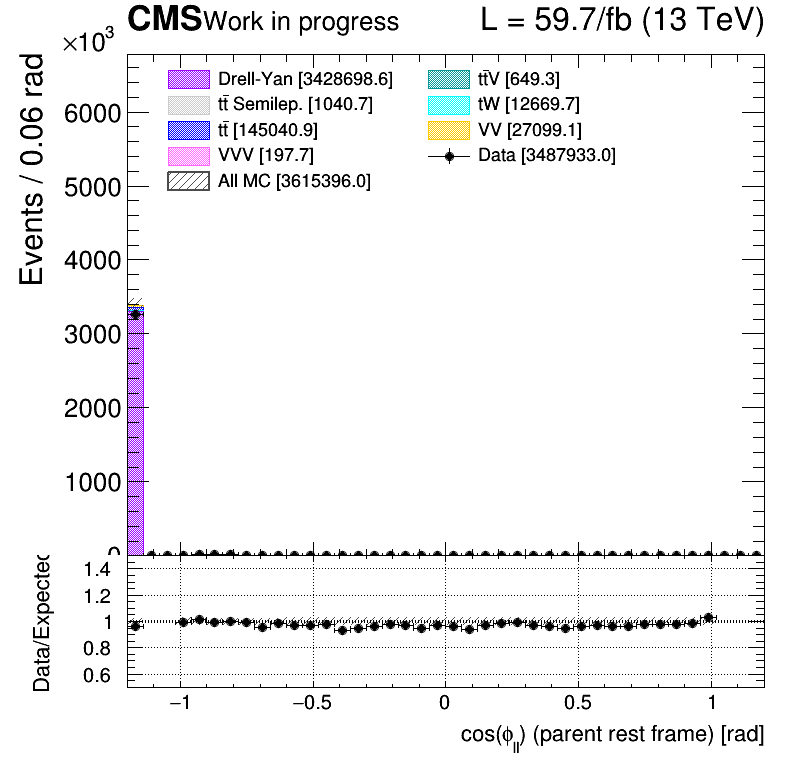 CMS Work in progress L = 59.7/fb (13 TeV)
×10³
Events / 0.06 rad
Drell-Yan [3428698.6]
tt̄ Semilep. [1040.7]
tt̄ [145040.9]
VVV [197.7]
All MC [3615396.0]
tt̄V [649.3]
tW [12669.7]
VV [27099.1]
Data [3487933.0]
6000
5000
4000
3000
2000
1000
0
Data/Expected
1.4
1.2
1
0.8
0.6
−1 −0.5 0 0.5 1
cos(ϕ_ll) (parent rest frame) [rad]